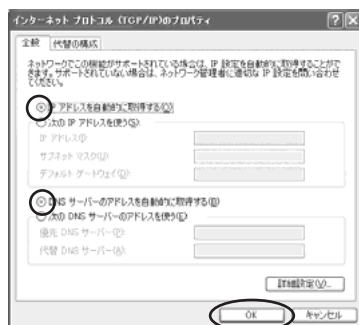 インターネット プロトコル (TCP/IP)のプロパティ
全般 代替の構成
ネットワークでこの機能がサポートされている場合は、IP 設定を自動的に取得することがで
きます。サポートされていない場合は、ネットワーク管理者に適切な IP 設定を問い合わせ
てください。
IP アドレスを自動的に取得する(O)
次の IP アドレスを使う(S):
IP アドレス(I):
サブネット マスク(U):
デフォルト ゲートウェイ(D):
DNS サーバーのアドレスを自動的に取得する(B)
次の DNS サーバーのアドレスを使う(E):
優先 DNS サーバー(P):
代替 DNS サーバー(A):
詳細設定(V)...
OK キャンセル